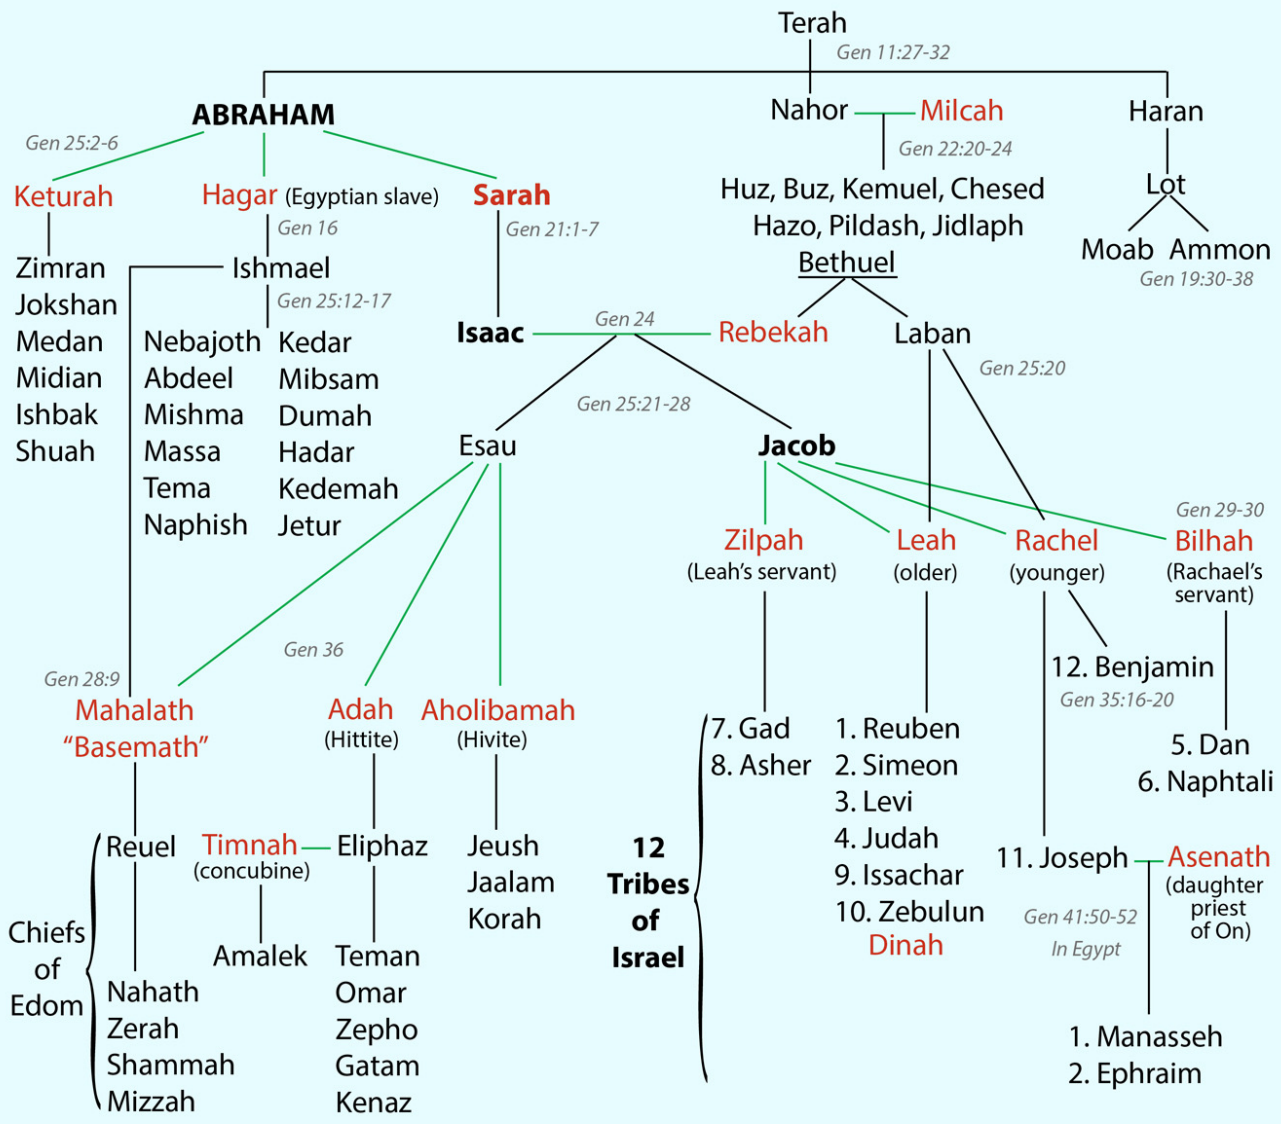 Terah
Gen 11:27-32
ABRAHAM
Nahor
Milcah
Haran
Gen 25:2-6
Gen 22:20-24
Keturah
Hagar (Egyptian slave)
Sarah
Huz, Buz, Kemuel, Chesed
Hazo, Pildash, Jidlaph
Bethuel
Lot
Gen 16
Gen 21:1-7
Moab
Ammon
Gen 19:30-38
Zimran
Jokshan
Medan
Midian
Ishbak
Shuah
Ishmael
Gen 25:12-17
Nebajoth
Abdeel
Mishma
Massa
Tema
Naphish
Kedar
Mibsam
Dumah
Hadar
Kedemah
Jetur
Isaac
Gen 24
Rebekah
Laban
Gen 25:20
Gen 25:21-28
Esau
Jacob
Gen 29-30
Zilpah
(Leah's servant)
Leah
(older)
Rachel
(younger)
Bilhah
(Rachael's
servant)
Gen 36
Gen 28:9
Mahalath
"Basemath"
Adah
(Hittite)
Aholibamah
(Hivite)
12. Benjamin
Gen 35:16-20
7. Gad
8. Asher
1. Reuben
2. Simeon
3. Levi
4. Judah
9. Issachar
10. Zebulun
Dinah
5. Dan
6. Naphtali
Reuel
Timnah
(concubine)
Eliphaz
Jeush
Jaalam
Korah
12
Tribes
of
Israel
11. Joseph
Asenath
(daughter
priest
of On)
Gen 41:50-52
In Egypt
Chiefs
of
Edom
Amalek
Nahath
Zerah
Shammah
Mizzah
Teman
Omar
Zepho
Gatam
Kenaz
1. Manasseh
2. Ephraim